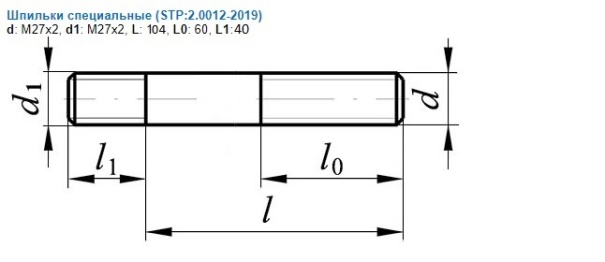 Шпильки специальные (STP:2.0012-2019)
d: M27x2, d1: M27x2, L: 104, L0: 60, L1:40
d1
d
l1
l0
l